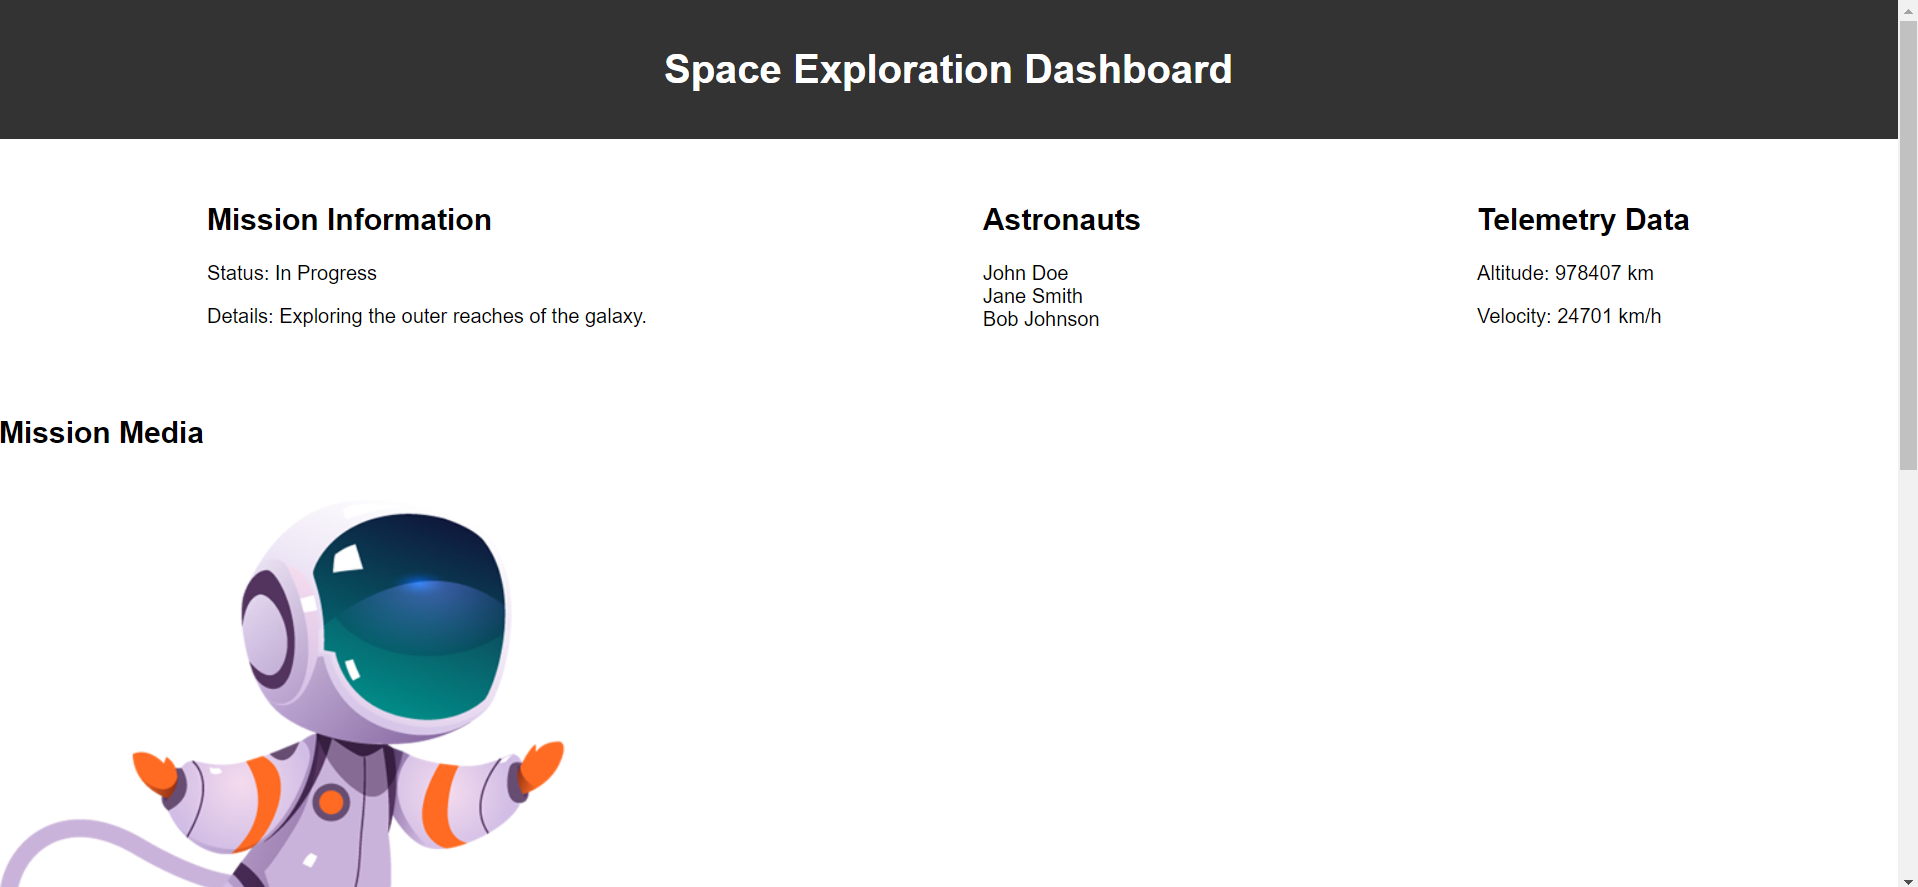 Space Exploration Dashboard
Mission Information
Status: In Progress
Details: Exploring the outer reaches of the galaxy.
Astronauts
John Doe
Jane Smith
Bob Johnson
Telemetry Data
Altitude: 978407 km
Velocity: 24701 km/h
Mission Media